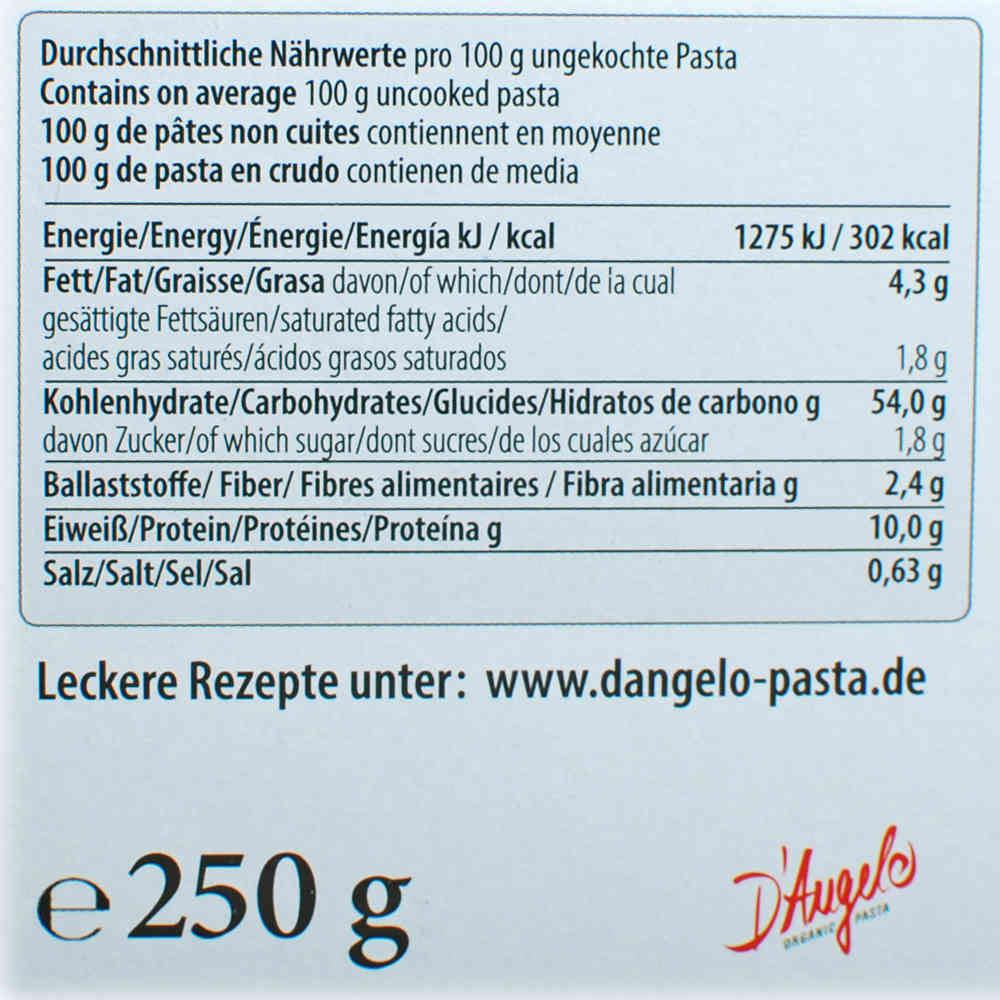 Durchschnittliche Nährwerte pro 100 g ungekochte Pasta
Contains on average 100 g uncooked pasta
100 g de pâtes non cuites contiennent en moyenne
100 g de pasta en crudo contienen de media
Energie/Energy/Énergie/Energía kJ / kcal 1275 kJ / 302 kcal
Fett/Fat/Graisse/Grasa davon/of which/dont/de la cual 4,3 g
gesättigte Fettsäuren/saturated fatty acids/
acides gras saturés/ácidos grasos saturados 1,8 g
Kohlenhydrate/Carbohydrates/Glucides/Hidratos de carbono g 54,0 g
davon Zucker/of which sugar/dont sucres/de los cuales azúcar 1,8 g
Ballaststoffe/ Fiber/ Fibres alimentaires / Fibra alimentaria g 2,4 g
Eiweiß/Protein/Protéines/Proteína g 10,0 g
Salz/Salt/Sel/Sal 0,63 g
Leckere Rezepte unter: www.dangelo-pasta.de
℮ 250 g
D'Angelo
ORGANIC PASTA